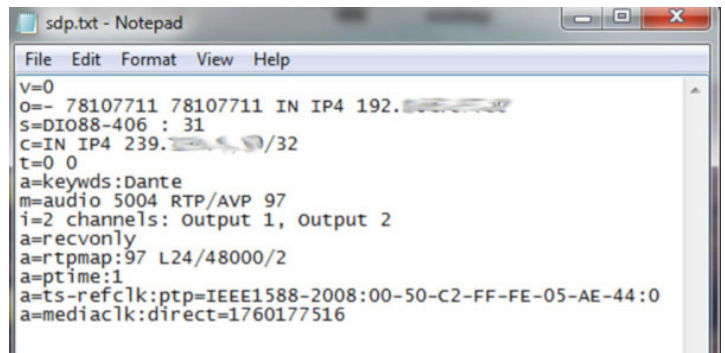 sdp.txt - Notepad
File Edit Format View Help
v=0
o=- 78107711 78107711 IN IP4 192.
s=DIO88-406 : 31
c=IN IP4 239. /32
t=0 0
a=keywds:Dante
m=audio 5004 RTP/AVP 97
i=2 channels: Output 1, Output 2
a=recvonly
a=rtpmap:97 L24/48000/2
a=ptime:1
a=ts-refclk:ptp=IEEE1588-2008:00-50-C2-FF-FE-05-AE-44:0
a=mediaclk:direct=1760177516